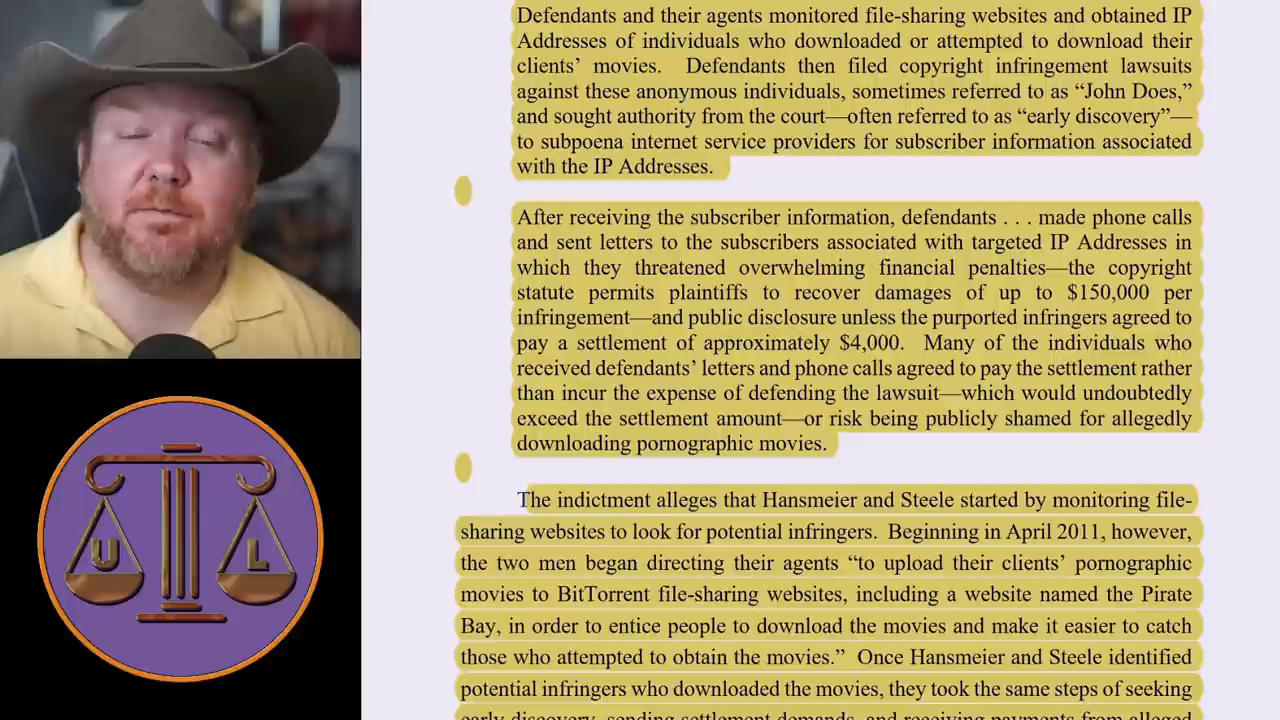 Defendants and their agents monitored file-sharing websites and obtained IP
Addresses of individuals who downloaded or attempted to download their
clients’ movies. Defendants then filed copyright infringement lawsuits
against these anonymous individuals, sometimes referred to as “John Does,”
and sought authority from the court—often referred to as “early discovery”—
to subpoena internet service providers for subscriber information associated
with the IP Addresses.
After receiving the subscriber information, defendants . . . made phone calls
and sent letters to the subscribers associated with targeted IP Addresses in
which they threatened overwhelming financial penalties—the copyright
statute permits plaintiffs to recover damages of up to $150,000 per
infringement—and public disclosure unless the purported infringers agreed to
pay a settlement of approximately $4,000. Many of the individuals who
received defendants’ letters and phone calls agreed to pay the settlement rather
than incur the expense of defending the lawsuit—which would undoubtedly
exceed the settlement amount—or risk being publicly shamed for allegedly
downloading pornographic movies.
The indictment alleges that Hansmeier and Steele started by monitoring file-
sharing websites to look for potential infringers. Beginning in April 2011, however,
the two men began directing their agents “to upload their clients’ pornographic
movies to BitTorrent file-sharing websites, including a website named the Pirate
Bay, in order to entice people to download the movies and make it easier to catch
those who attempted to obtain the movies.” Once Hansmeier and Steele identified
potential infringers who downloaded the movies, they took the same steps of seeking
early discovery, sending settlement demands, and receiving payments from alleged
U L